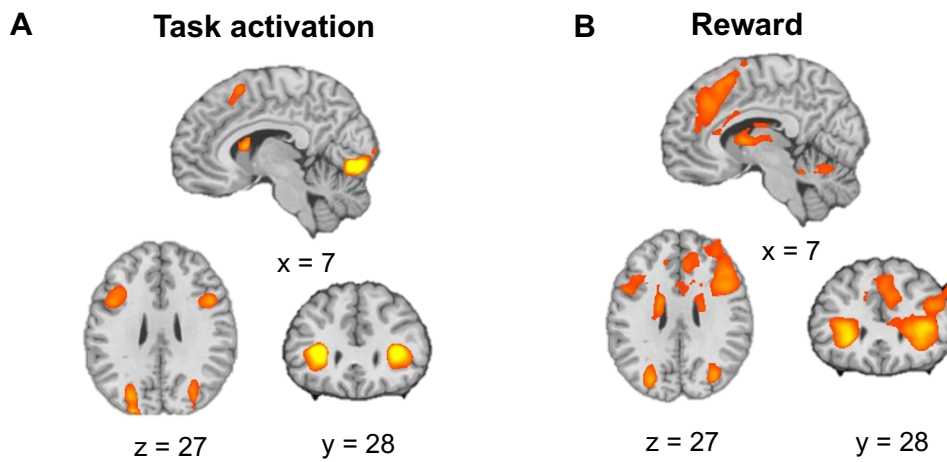 A Task activation
x = 7
z = 27 y = 28
B Reward
x = 7
z = 27 y = 28